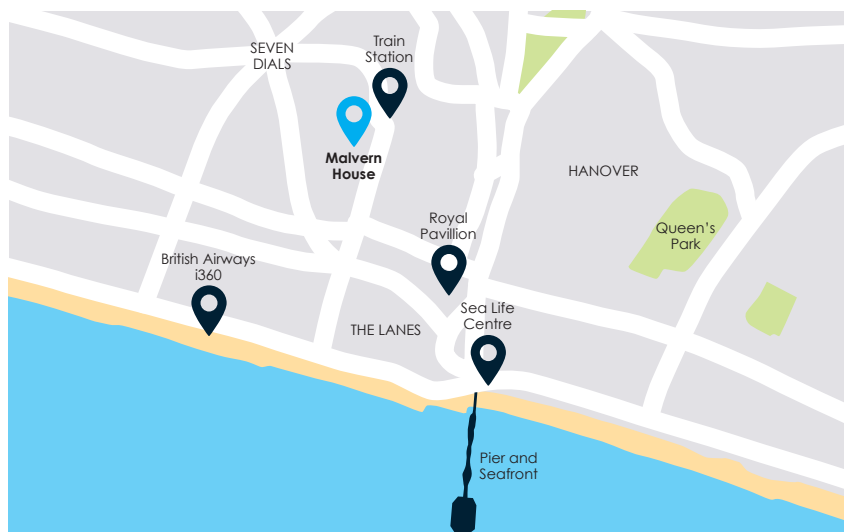 SEVEN
DIALS
Train
Station
Malvern
House
HANOVER
Royal
Pavillion
Queen's
Park
British Airways
i360
Sea Life
Centre
THE LANES
Pier and
Seafront